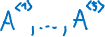 A<1>, ..., A<5>